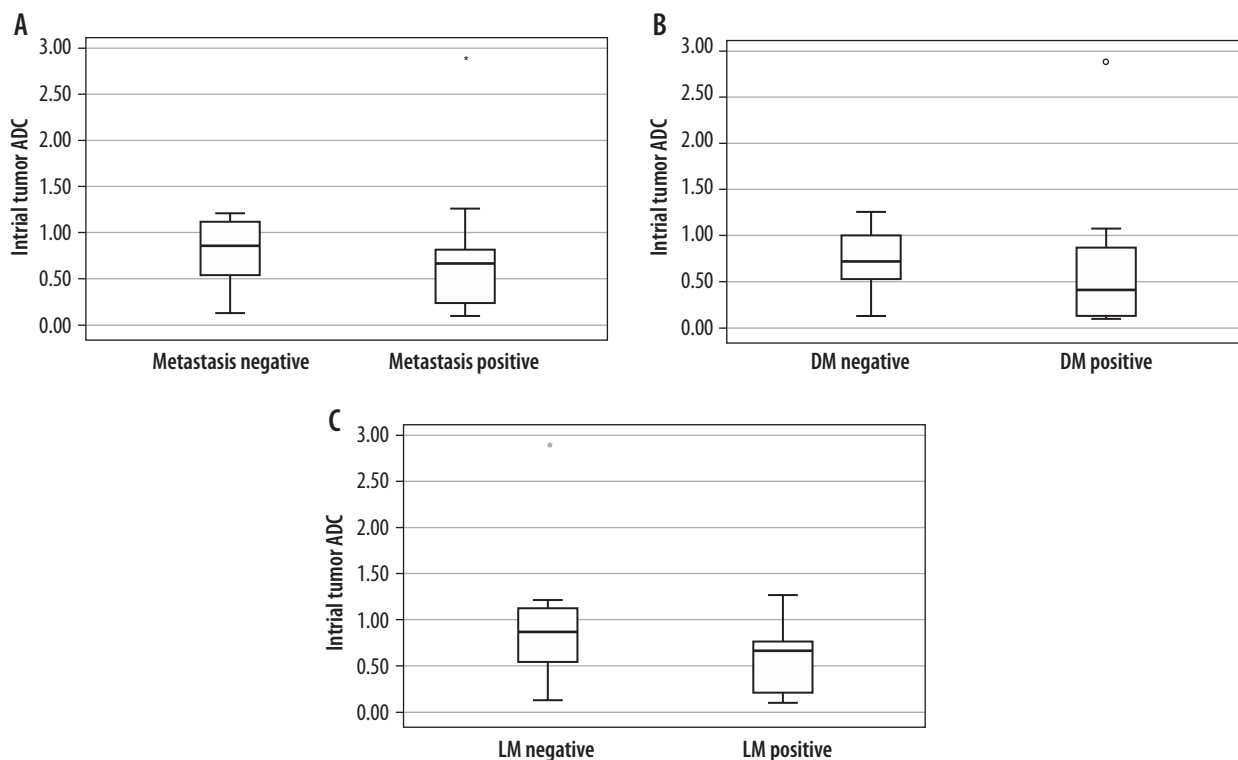 A
Intrial tumor ADC
3.00
2.50
2.00
1.50
1.00
0.50
0.00
Metastasis negative
Metastasis positive
B
Intrial tumor ADC
3.00
2.50
2.00
1.50
1.00
0.50
0.00
DM negative
DM positive
C
Intrial tumor ADC
3.00
2.50
2.00
1.50
1.00
0.50
0.00
LM negative
LM positive